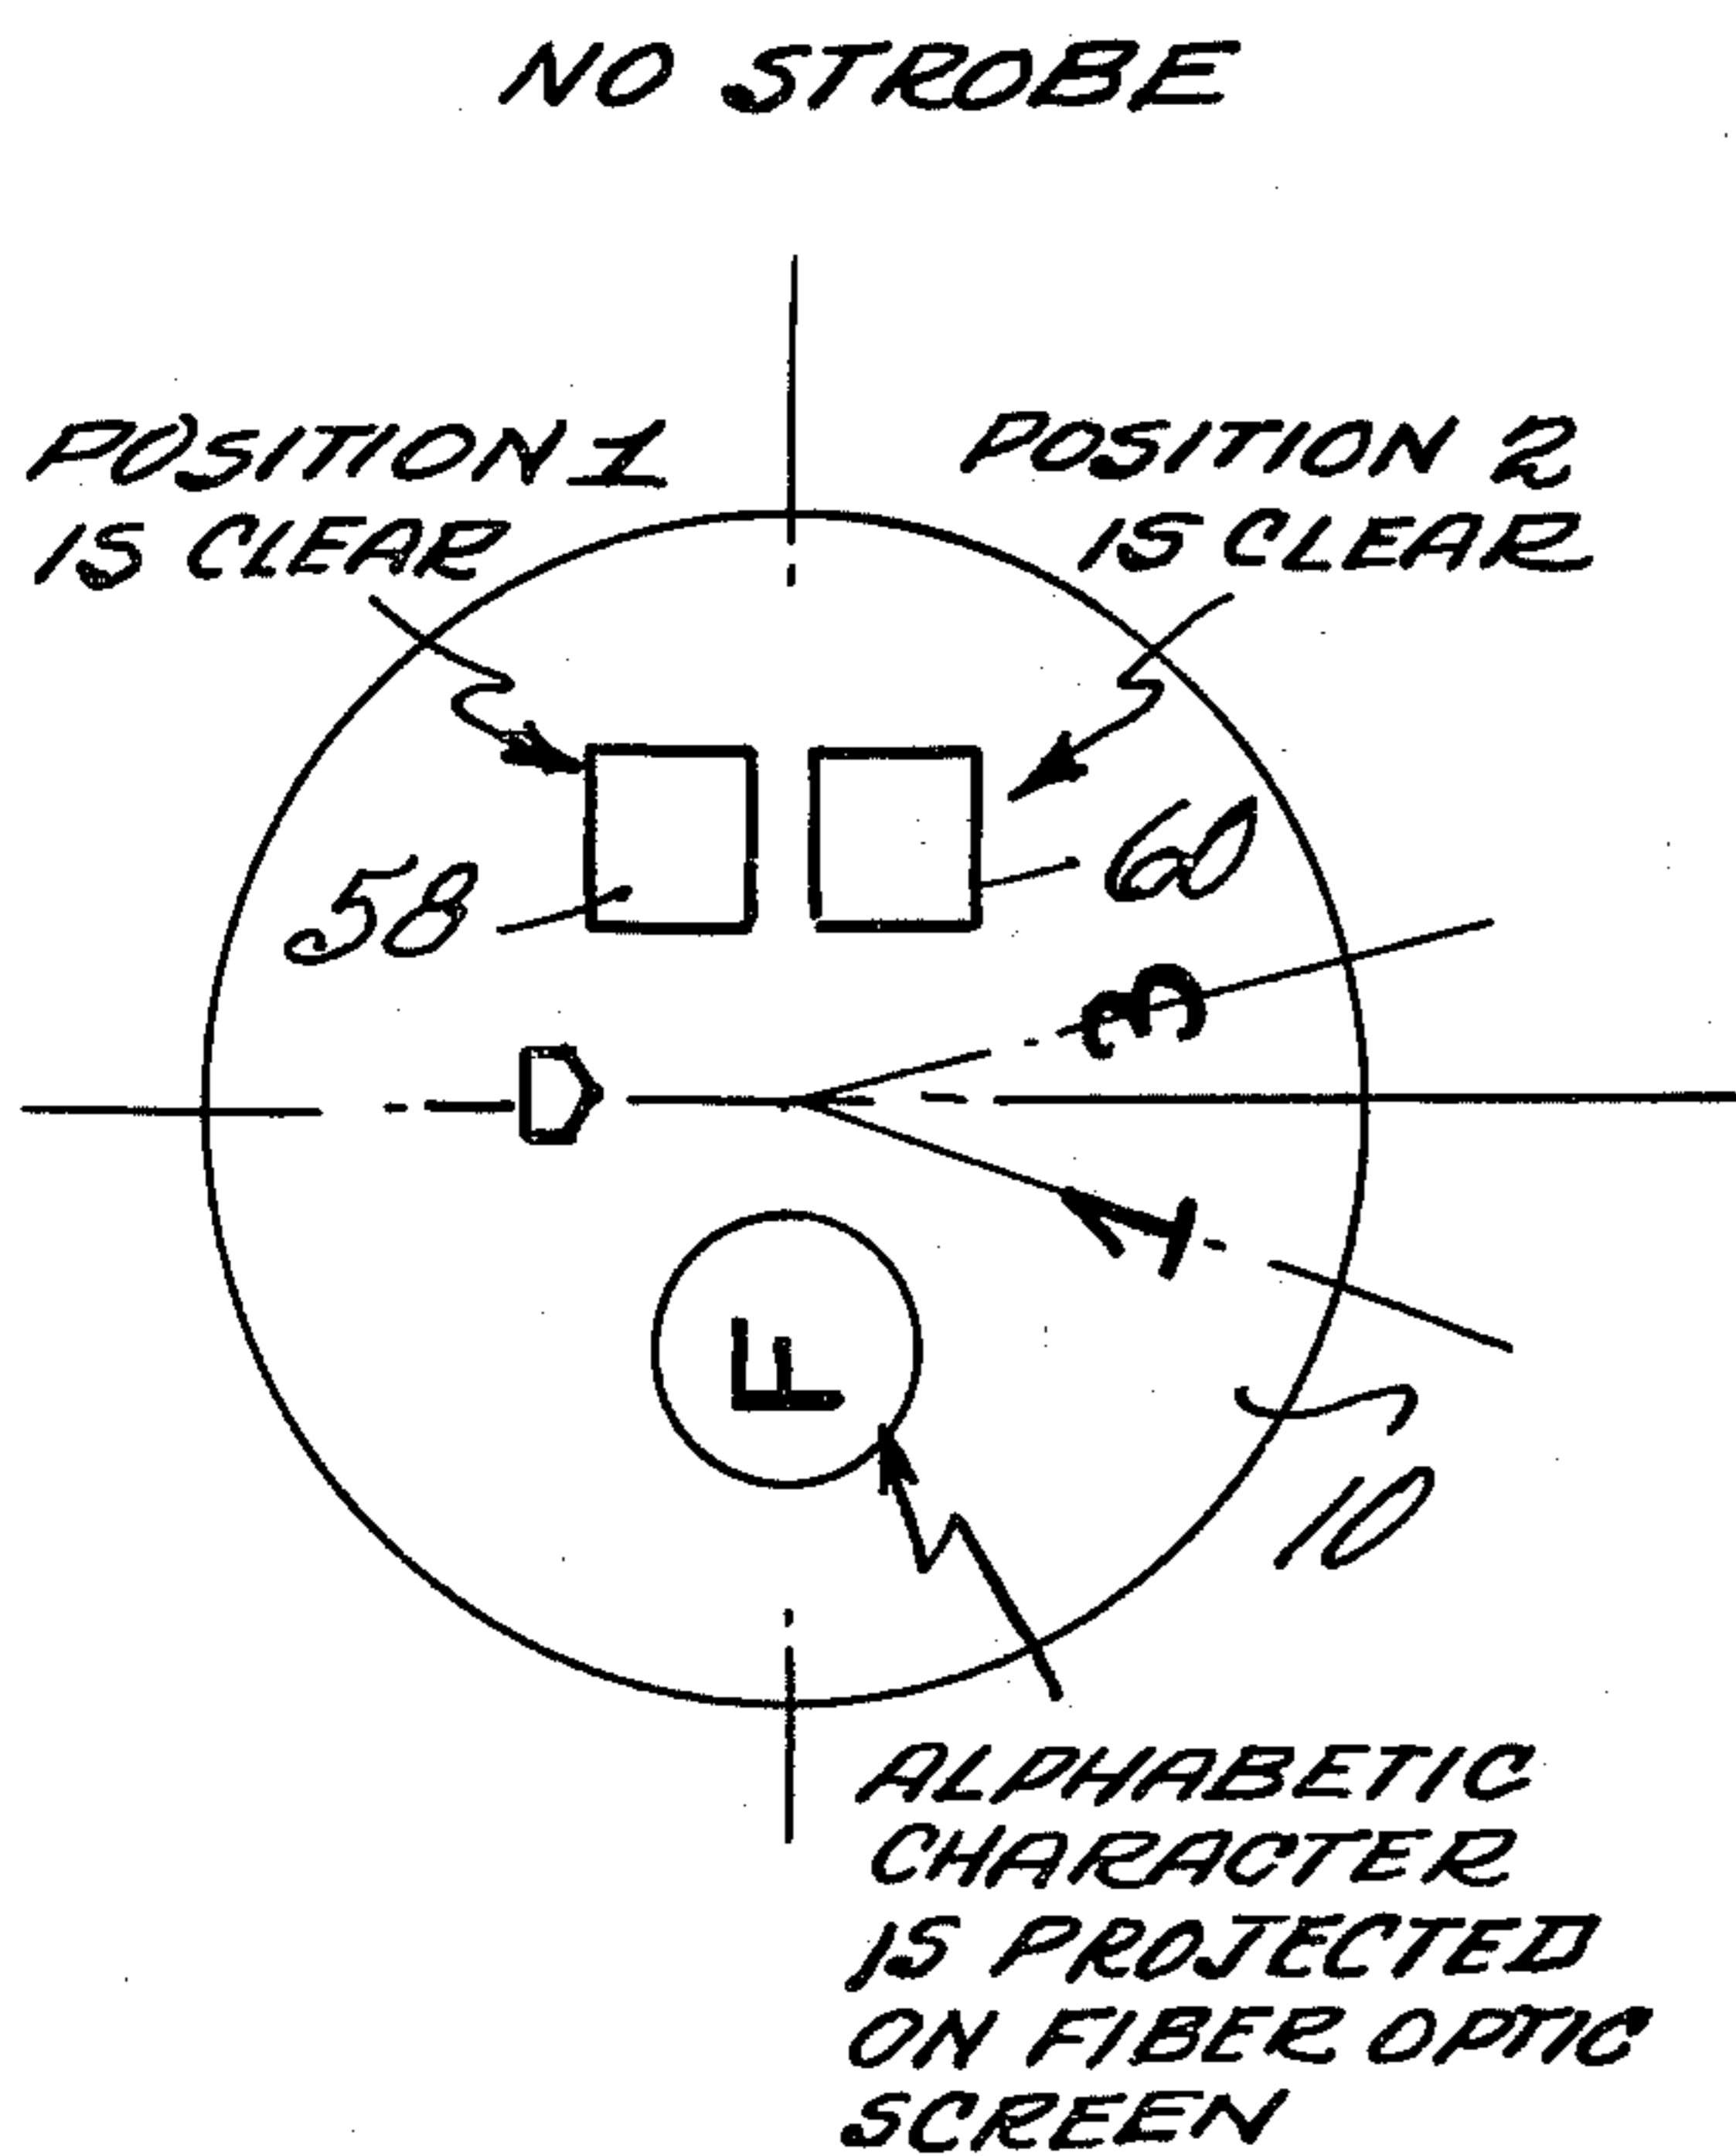 NO STROBE
POSITION 1
IS CLEAR
POSITION 2
IS CLEAR
58
60
3
D
1
F
10
ALPHABETIC
CHARACTER
IS PROJECTED
ON FIBER OPTIC
SCREEN